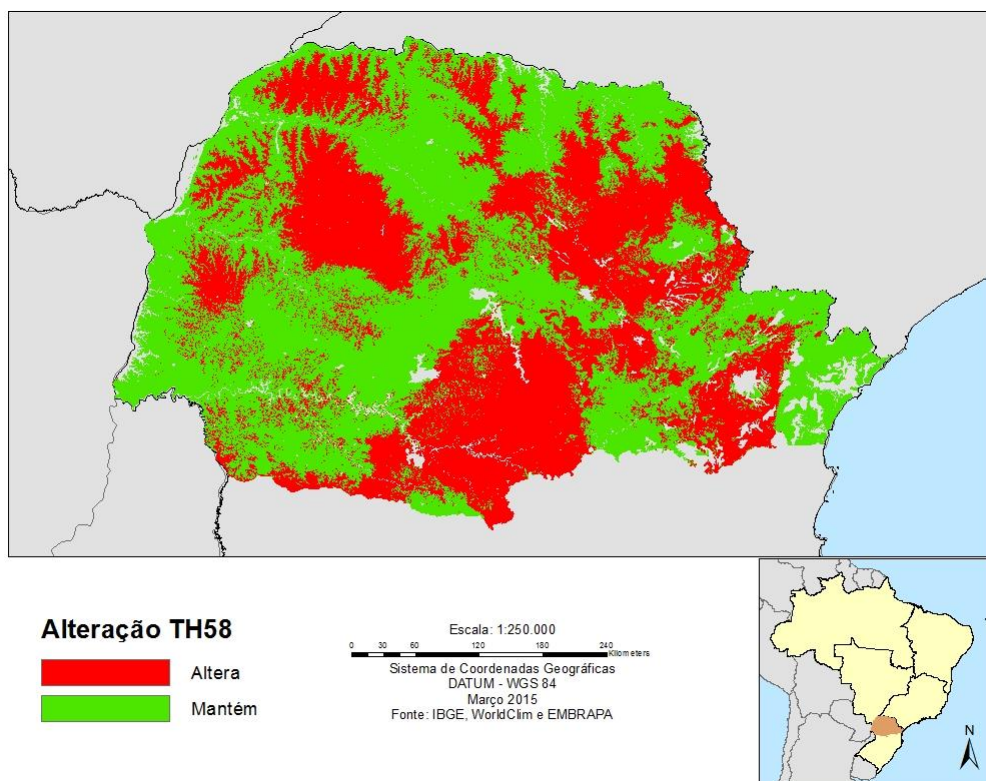 Alteração TH58
Altera
Mantém
Escala: 1:250.000
0 30 60 120 180 240
Kilometers
Sistema de Coordenadas Geográficas
DATUM - WGS 84
Março 2015
Fonte: IBGE, WorldClim e EMBRAPA
N